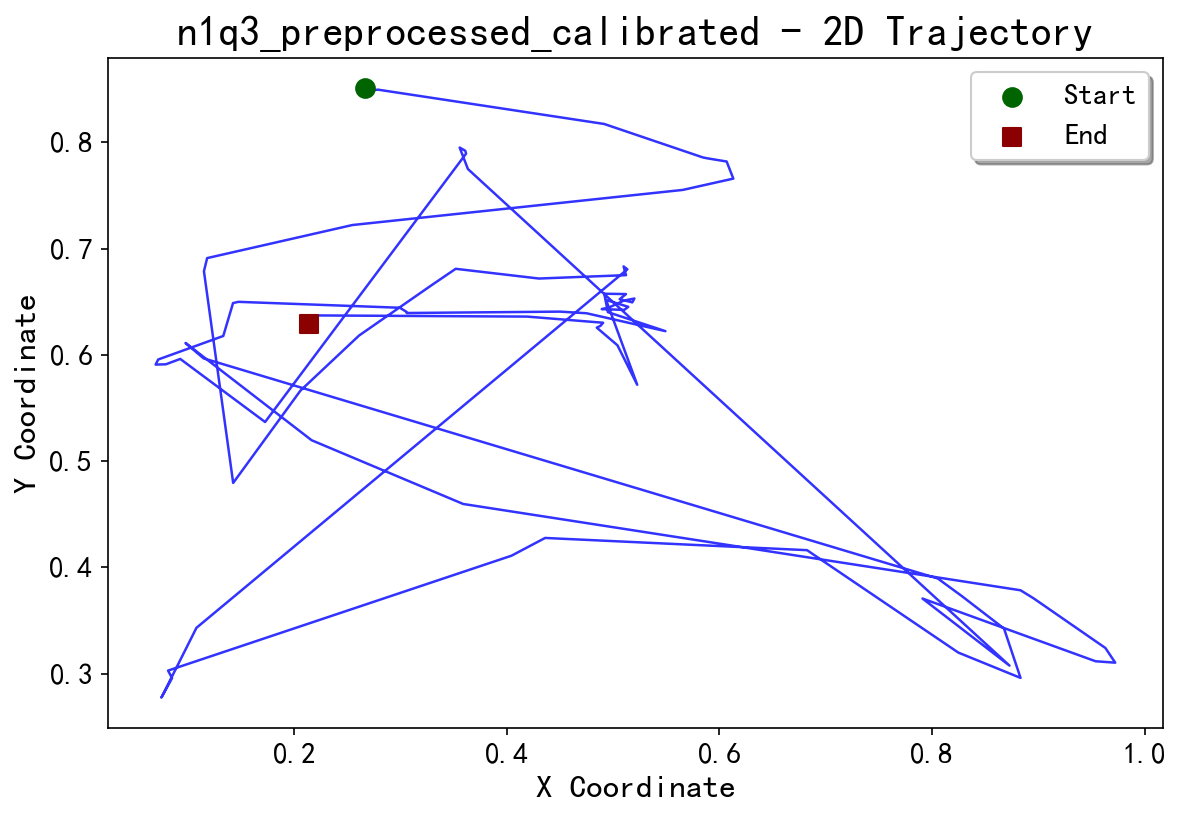 n1q3_preprocessed_calibrated - 2D Trajectory
Start
End
0.8
0.7
0.6
0.5
0.4
0.3
Y Coordinate
0.2
0.4
0.6
0.8
1.0
X Coordinate